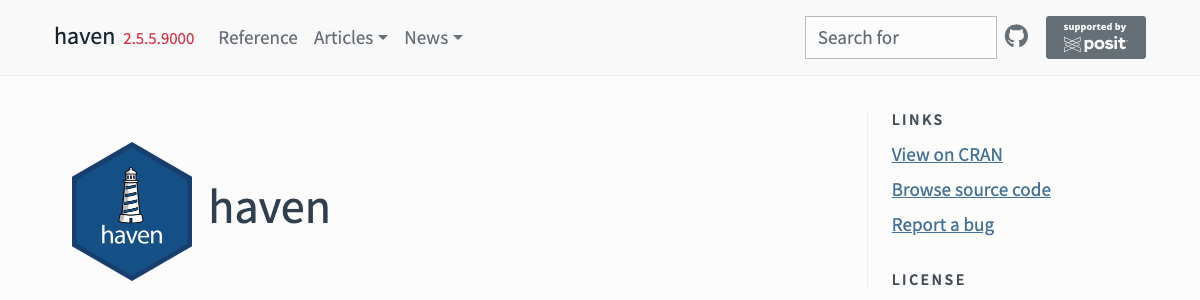 haven 2.5.5.9000 Reference Articles News Search for supported by
posit
haven
haven
LINKS
View on CRAN
Browse source code
Report a bug
LICENSE